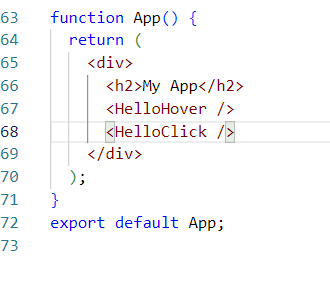 63 function App() {
64   return (
65     <div>
66       <h2>My App</h2>
67       <HelloHover />
68       <HelloClick />
69     </div>
70   );
71 }
72 export default App;
73